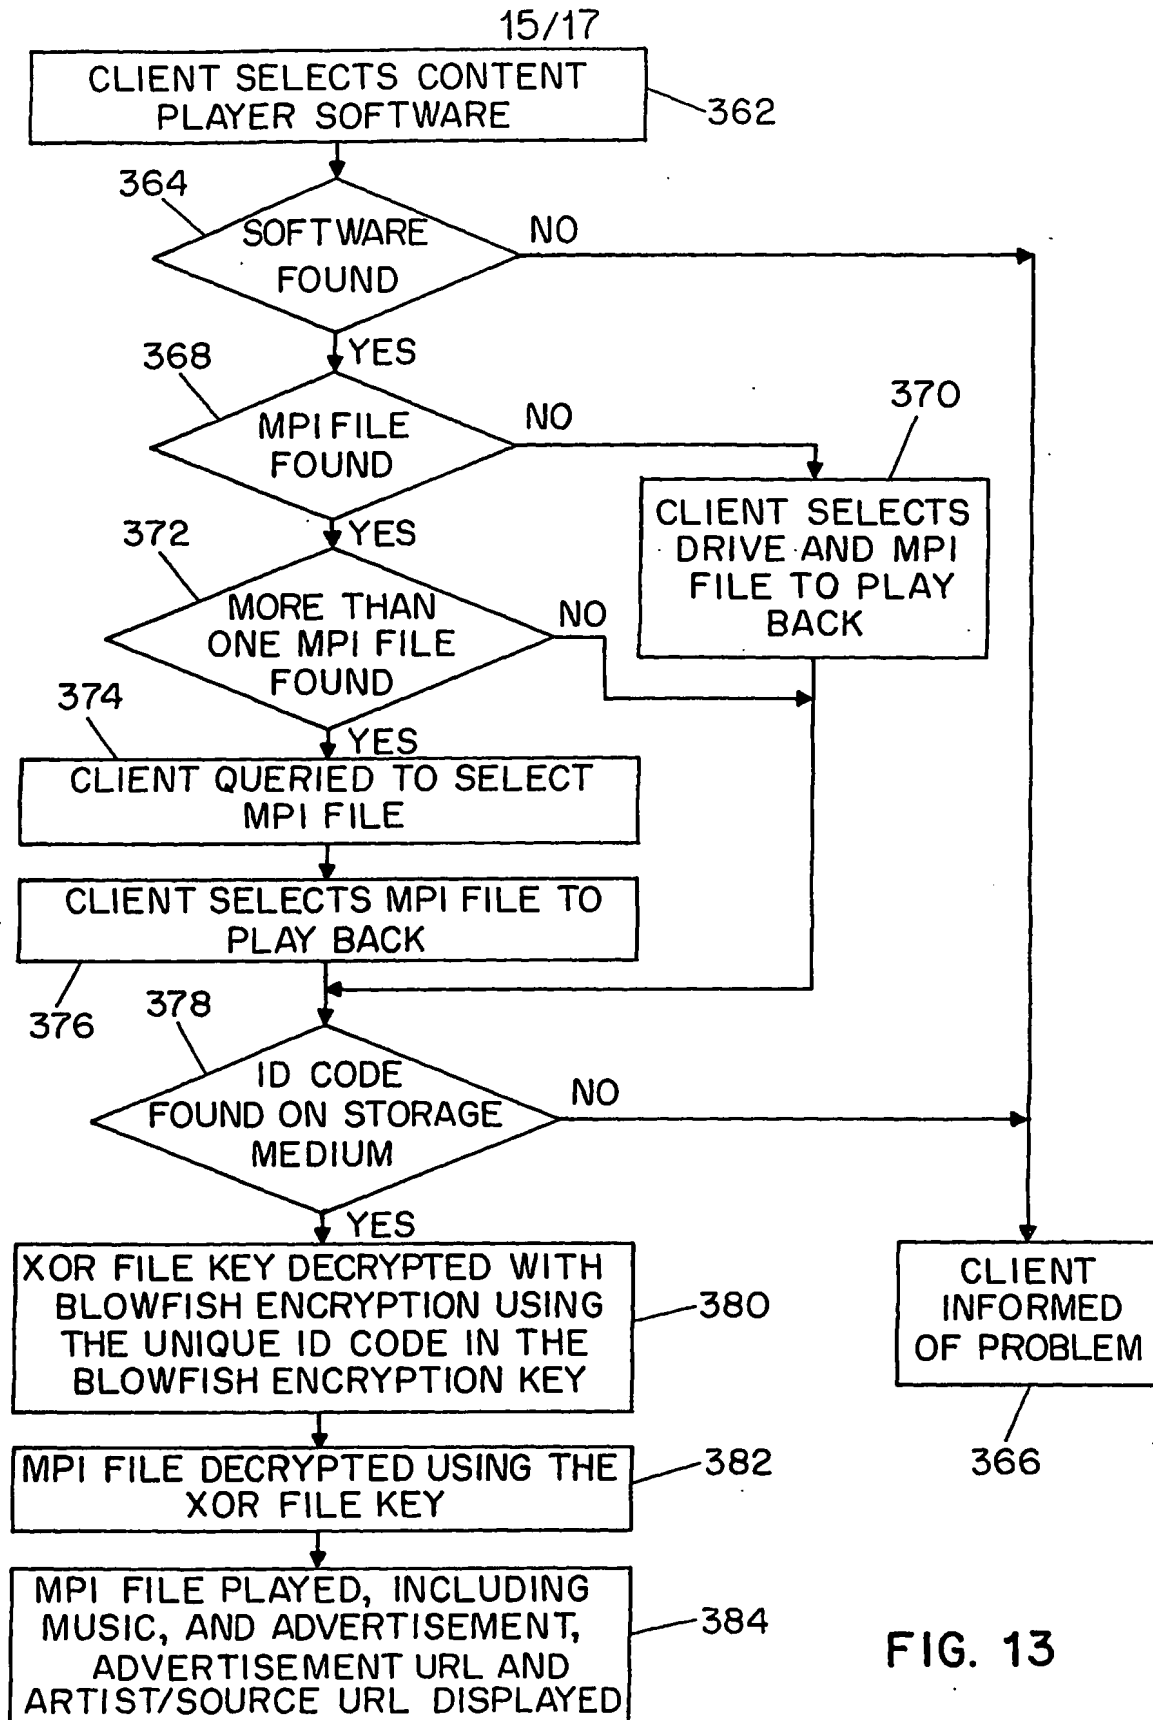 15/17
CLIENT SELECTS CONTENT
PLAYER SOFTWARE
362
364
SOFTWARE
FOUND
NO
YES
368
MPI FILE
FOUND
NO
370
CLIENT SELECTS
DRIVE AND MPI
FILE TO PLAY
BACK
YES
372
MORE THAN
ONE MPI FILE
FOUND
NO
374
YES
CLIENT QUERIED TO SELECT
MPI FILE
CLIENT SELECTS MPI FILE TO
PLAY BACK
376
378
ID CODE
FOUND ON STORAGE
MEDIUM
NO
YES
XOR FILE KEY DECRYPTED WITH
BLOWFISH ENCRYPTION USING
THE UNIQUE ID CODE IN THE
BLOWFISH ENCRYPTION KEY
380
CLIENT
INFORMED
OF PROBLEM
366
MPI FILE DECRYPTED USING THE
XOR FILE KEY
382
MPI FILE PLAYED, INCLUDING
MUSIC, AND ADVERTISEMENT,
ADVERTISEMENT URL AND
ARTIST/SOURCE URL DISPLAYED
384
FIG. 13